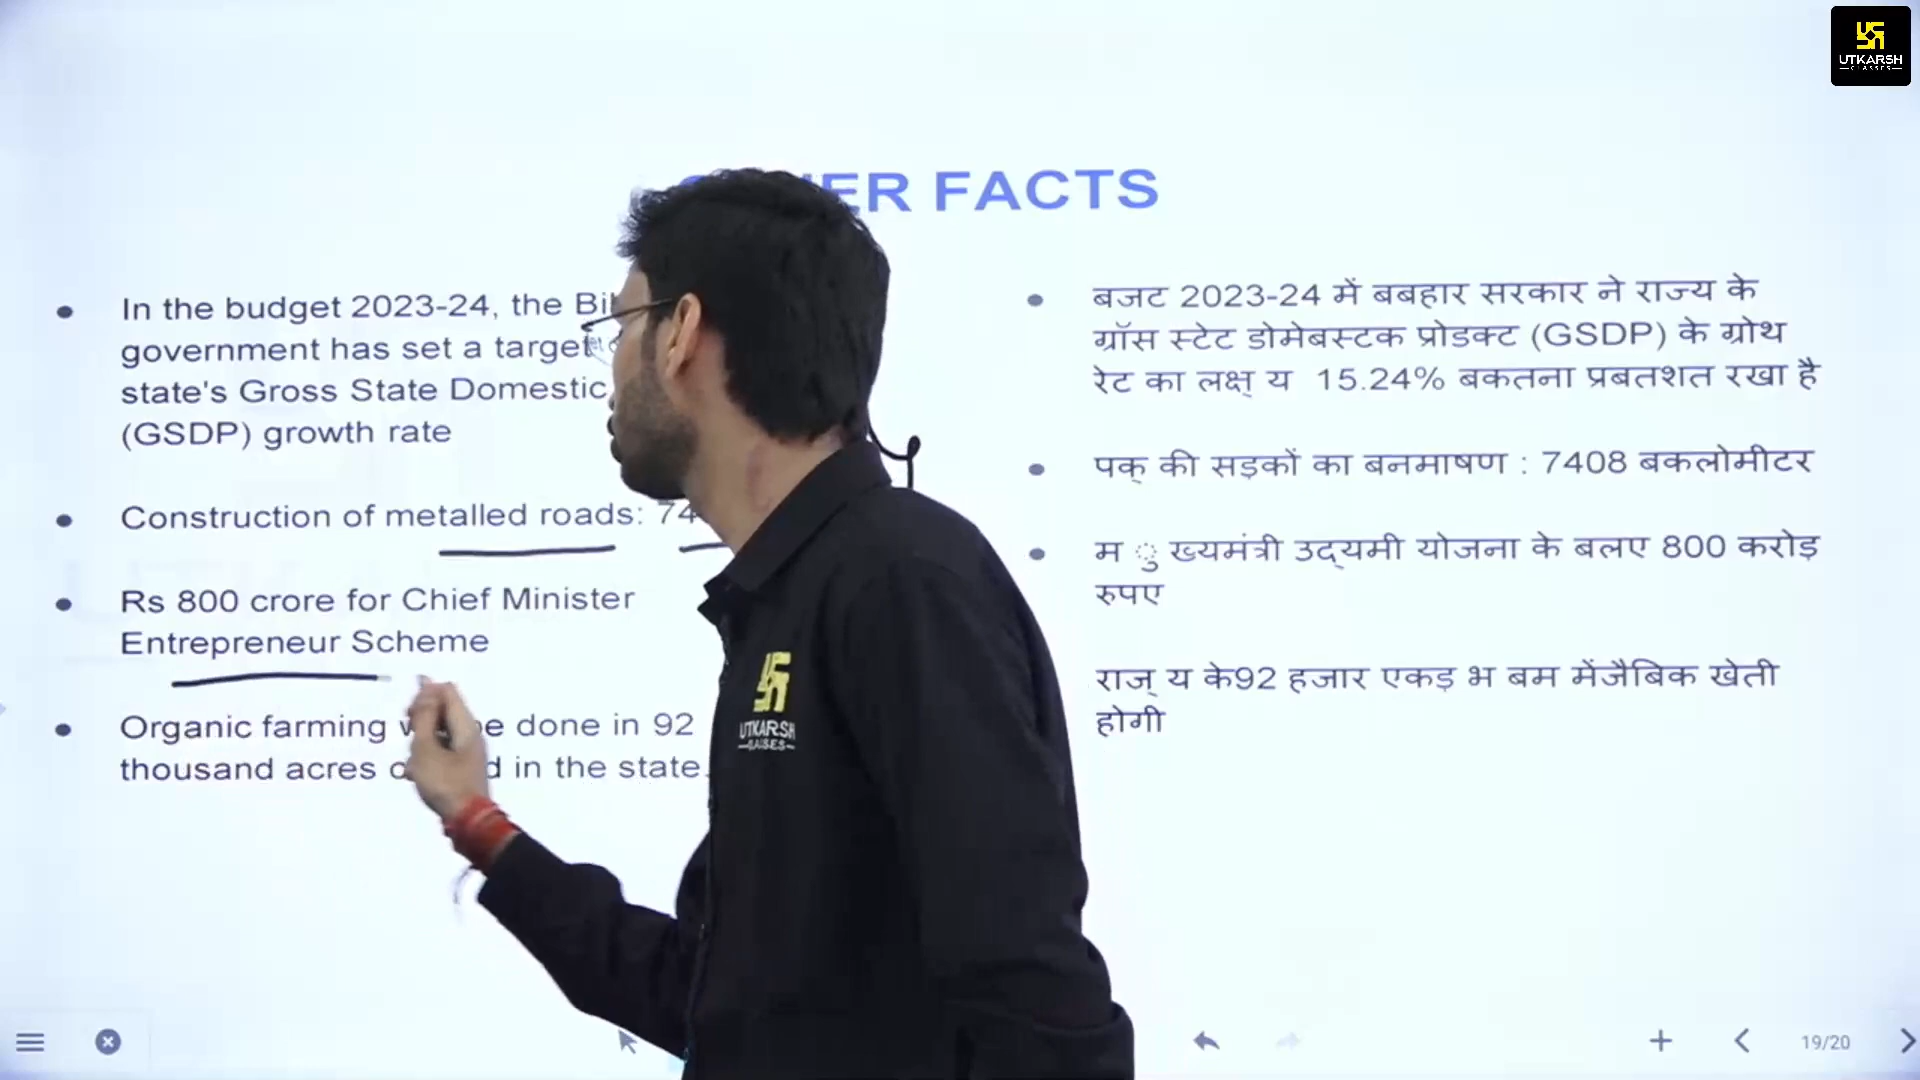 UTKARSH
CLASSES
ER FACTS
In the budget 2023-24, the
government has set a target
state's Gross State Domestic
(GSDP) growth rate
Construction of metalled roads:
Rs 800 crore for Chief Minister
Entrepreneur Scheme
Organic farming done in 92
thousand acres in the state.
बजट 2023-24 में बबहार सरकार ने राज्य के
ग्रॉस स्टेट डोमेबस्टक प्रोडक्ट (GSDP) के ग्रोथ
रेट का लक्ष् य 15.24% बकतना प्रबतशत रखा है
पक् की सड़कों का बनमाषण : 7408 बकलोमीटर
म ु ख्यमंत्री उद्यमी योजना के बलए 800 करोड़
रुपए
राज् य के92 हजार एकड़ भ बम मेंजैबिक खेती
होगी
UTKARSH
CLASSES
19/20